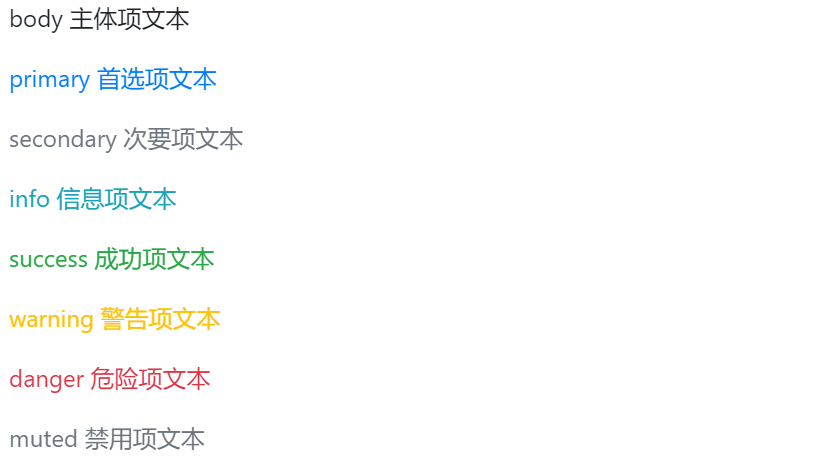 body 主体项文本
primary 首选项文本
secondary 次要项文本
info 信息项文本
success 成功项文本
warning 警告项文本
danger 危险项文本
muted 禁用项文本